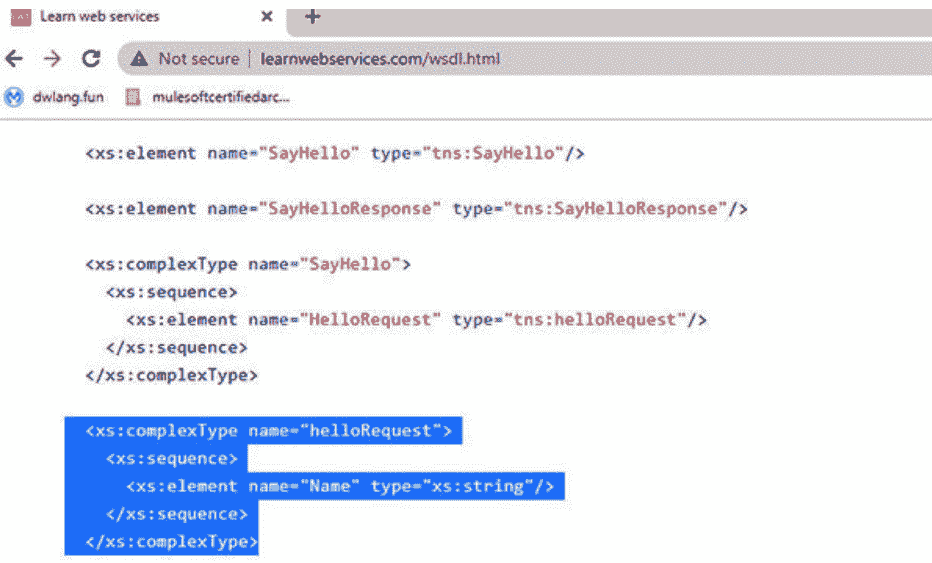 Learn web services
Not secure | learnwebservices.com/wsdl.html
dwlang.fun mulesoftcertifiedarc...
<xs:element name="SayHello" type="tns:SayHello"/>
<xs:element name="SayHelloResponse" type="tns:SayHelloResponse"/>
<xs:complexType name="SayHello">
<xs:sequence>
<xs:element name="HelloRequest" type="tns:helloRequest"/>
</xs:sequence>
</xs:complexType>
<xs:complexType name="helloRequest">
<xs:sequence>
<xs:element name="Name" type="xs:string"/>
</xs:sequence>
</xs:complexType>